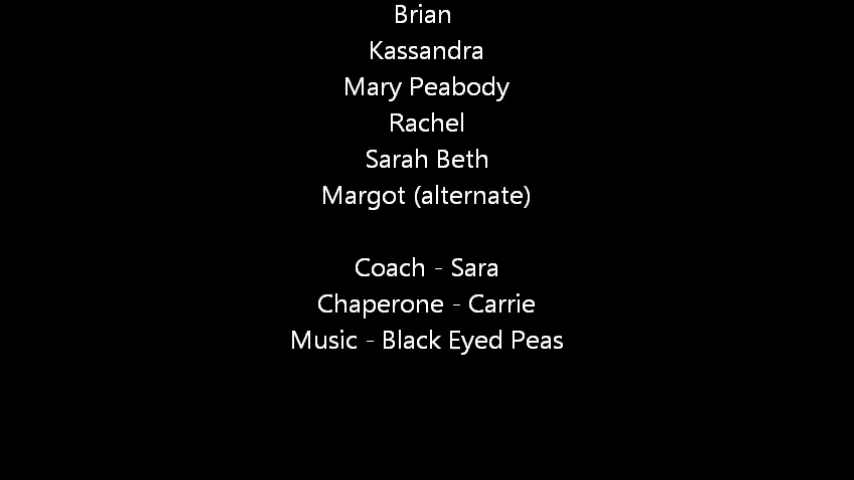 Brian
Kassandra
Mary Peabody
Rachel
Sarah Beth
Margot (alternate)
Coach - Sara
Chaperone - Carrie
Music - Black Eyed Peas